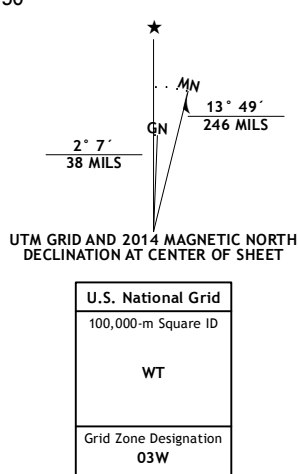 MN
GN
13° 49´
246 MILS
2° 7´
38 MILS
UTM GRID AND 2014 MAGNETIC NORTH
DECLINATION AT CENTER OF SHEET
U.S. National Grid
100,000-m Square ID
WT
Grid Zone Designation
03W